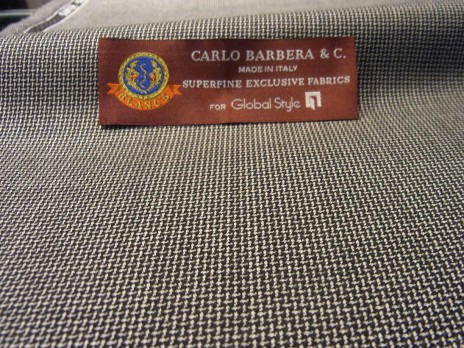 CARLO BARBERA & C.
MADE IN ITALY
SUPERFINE EXCLUSIVE FABRICS
FOR Global Style